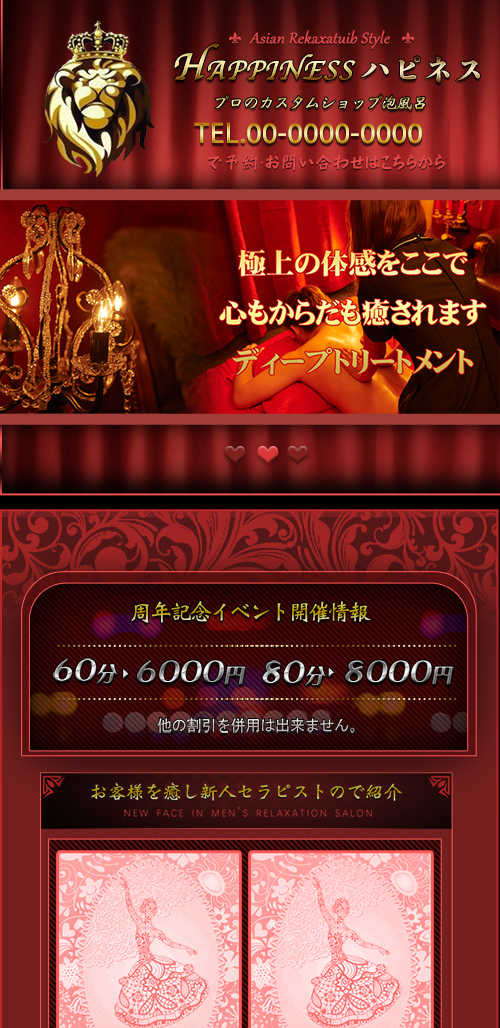 Asian Rekaxatuib Style
HAPPINESS ハピネス
プロのカスタムショップ泡風呂
TEL.00-0000-0000
で予約・お問い合わせはこちらから
極上の体感をここで
心もからだも癒されます
ディープトリートメント
周年記念イベント開催情報
60分 6000円 80分 8000円
他の割引を併用は出来ません。
お客様を癒し新人セラピストので紹介
NEW FACE IN MEN'S RELAXATION SALON